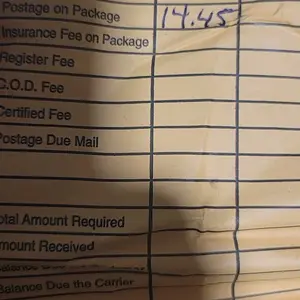 Postage on Package 14.45
Insurance Fee on Package
Register Fee
C.O.D. Fee
Certified Fee
Postage Due Mail
otal Amount Required
mount Received
Balance Due the Carrier